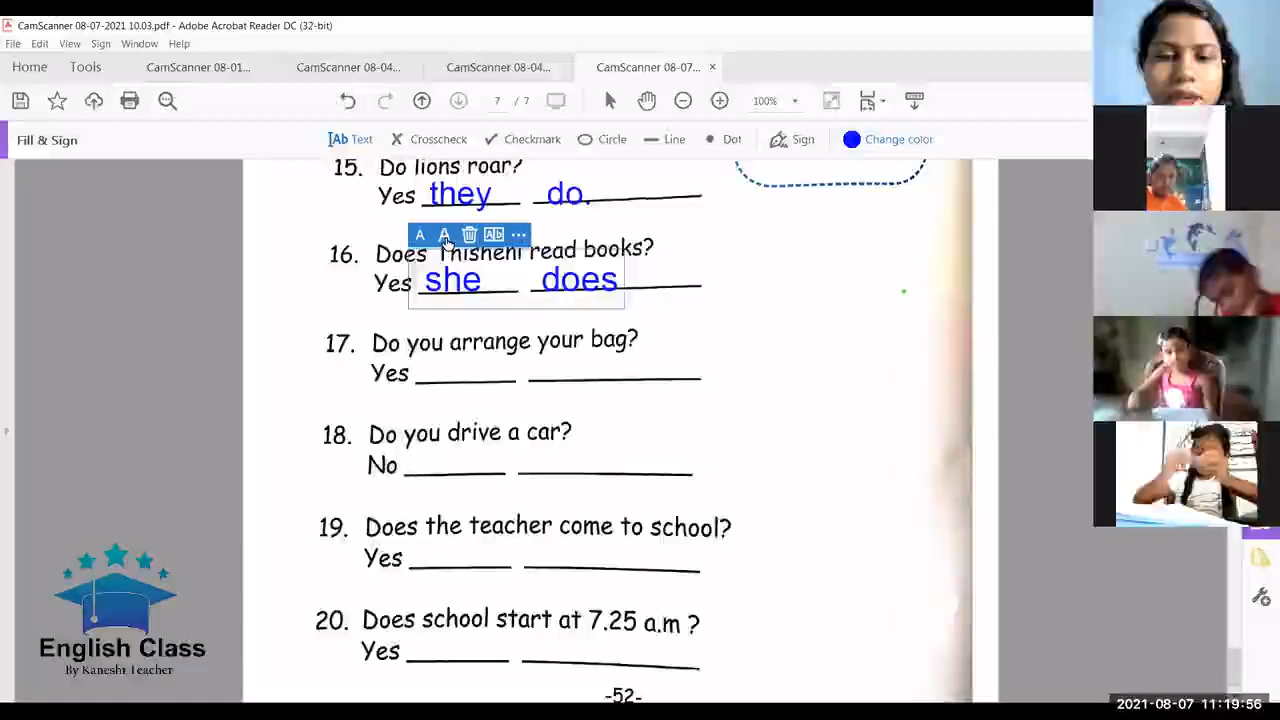 CamScanner 08-07-2021 10.03.pdf - Adobe Acrobat Reader DC (32-bit)
File Edit View Sign Window Help
Home Tools CamScanner 08-01... CamScanner 08-04... CamScanner 08-04... CamScanner 08-07... ×
7 / 7 100%
Fill & Sign Ab Text Crosscheck Checkmark Circle Line Dot Sign Change color
15. Do lions roar?
Yes they do.
A A Ab ...
16. Does Thisheni read books?
Yes she does
17. Do you arrange your bag?
Yes
18. Do you drive a car?
No
19. Does the teacher come to school?
Yes
20. Does school start at 7.25 a.m ?
Yes
-52-
English Class
By Kaneshi Teacher
2021-08-07 11:19:56